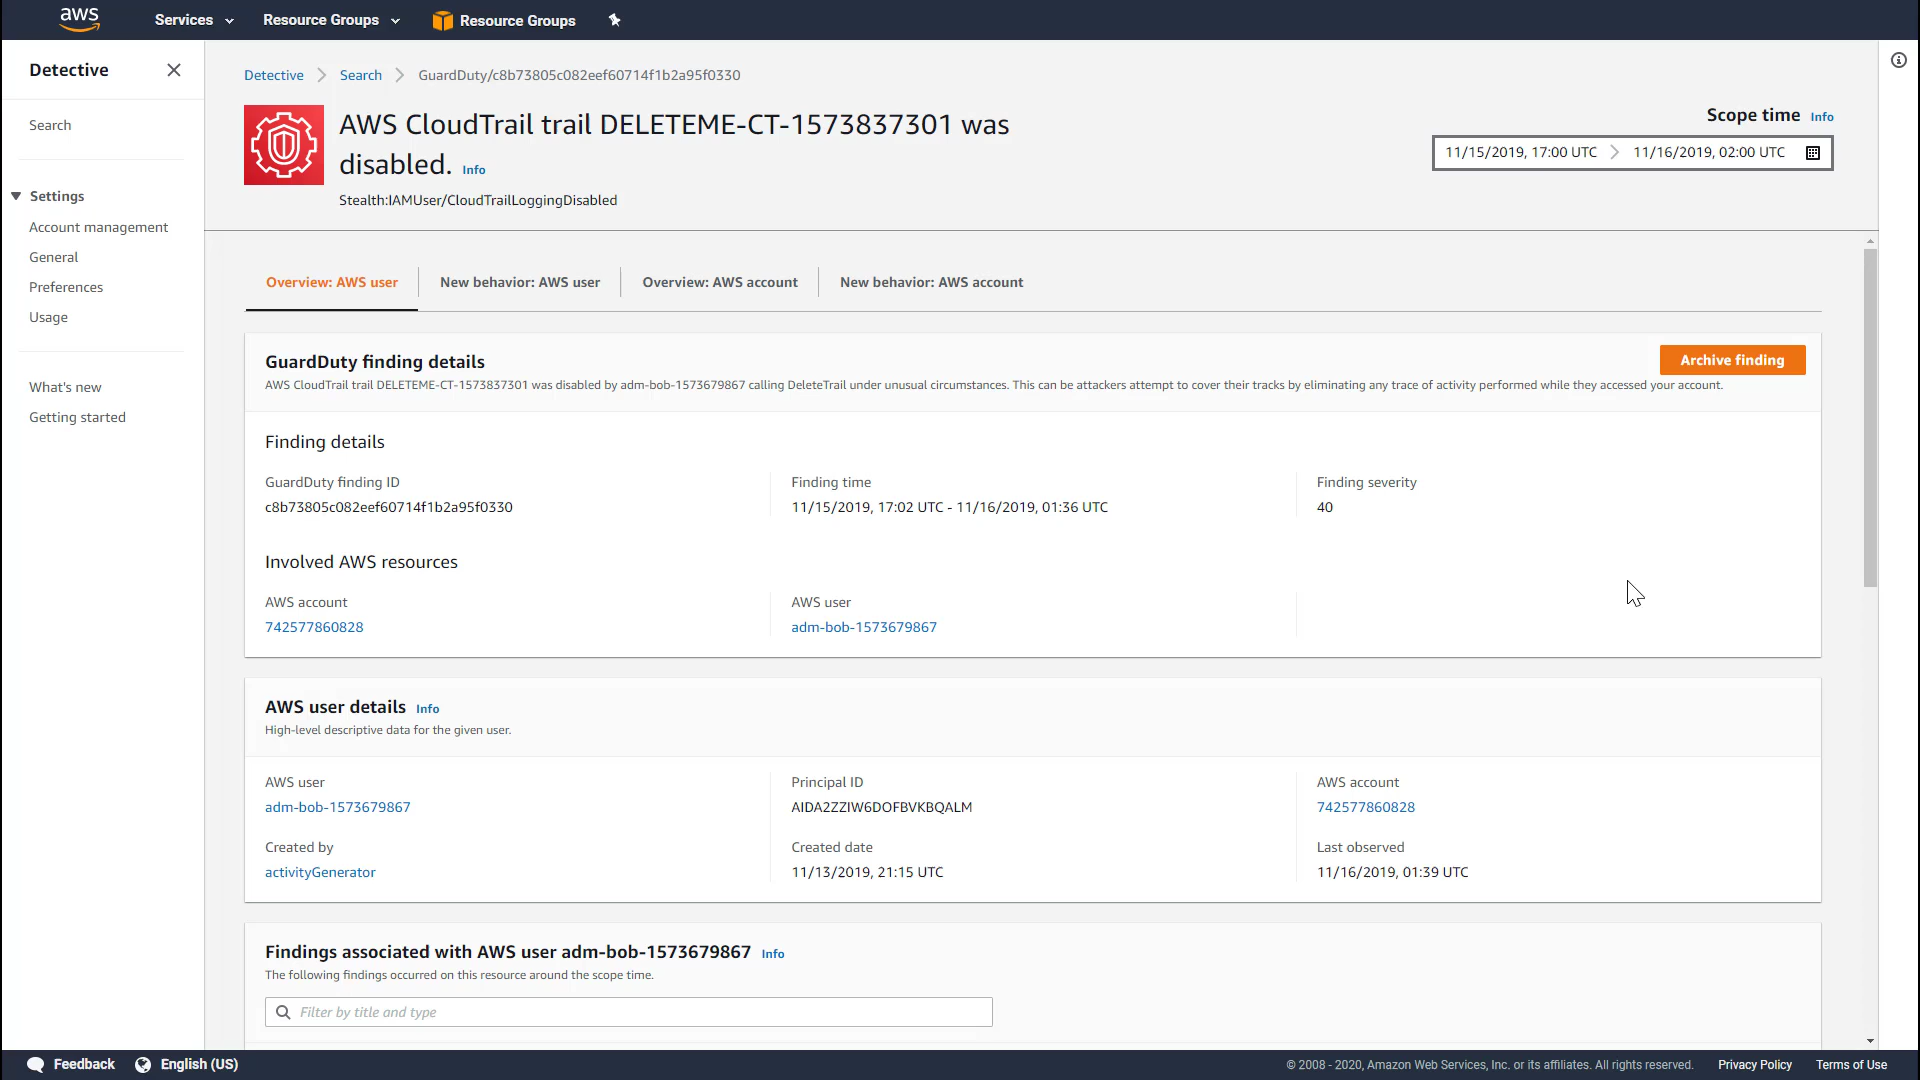 aws
Services
Resource Groups
Resource Groups
Detective
Search
Settings
Account management
General
Preferences
Usage
What's new
Getting started
Detective
Search
GuardDuty/c8b73805c082eef60714f1b2a95f0330
AWS CloudTrail trail DELETEME-CT-1573837301 was
disabled. Info
Stealth:IAMUser/CloudTrailLoggingDisabled
Scope time Info
11/15/2019, 17:00 UTC
11/16/2019, 02:00 UTC
Overview: AWS user
New behavior: AWS user
Overview: AWS account
New behavior: AWS account
GuardDuty finding details
Archive finding
AWS CloudTrail trail DELETEME-CT-1573837301 was disabled by adm-bob-1573679867 calling DeleteTrail under unusual circumstances. This can be attackers attempt to cover their tracks by eliminating any trace of activity performed while they accessed your account.
Finding details
GuardDuty finding ID
c8b73805c082eef60714f1b2a95f0330
Finding time
11/15/2019, 17:02 UTC - 11/16/2019, 01:36 UTC
Finding severity
40
Involved AWS resources
AWS account
742577860828
AWS user
adm-bob-1573679867
AWS user details Info
High-level descriptive data for the given user.
AWS user
adm-bob-1573679867
Principal ID
AIDA2ZZIW6DOFBVKBQALM
AWS account
742577860828
Created by
activityGenerator
Created date
11/13/2019, 21:15 UTC
Last observed
11/16/2019, 01:39 UTC
Findings associated with AWS user adm-bob-1573679867 Info
The following findings occurred on this resource around the scope time.
Filter by title and type
Feedback
English (US)
© 2008 - 2020, Amazon Web Services, Inc. or its affiliates. All rights reserved.
Privacy Policy
Terms of Use